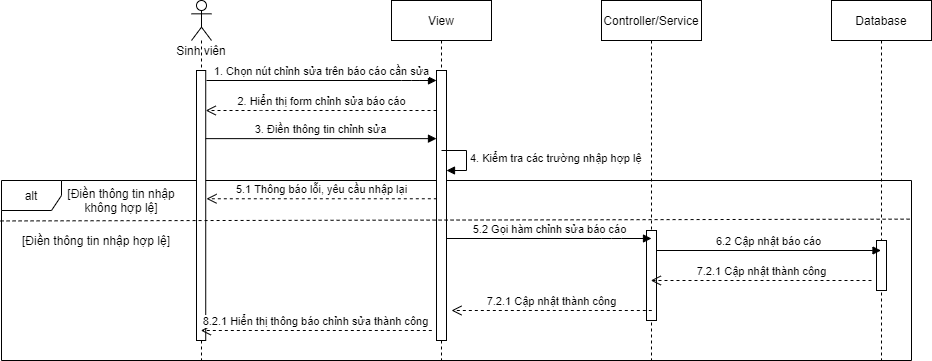 View
Controller/Service
Database
Sinh viên
1. Chọn nút chỉnh sửa trên báo cáo cần sửa
2. Hiển thị form chỉnh sửa báo cáo
3. Điền thông tin chỉnh sửa
4. Kiểm tra các trường nhập hợp lệ
alt
[Điền thông tin nhập
không hợp lệ]
5.1 Thông báo lỗi, yêu cầu nhập lại
[Điền thông tin nhập hợp lệ]
5.2 Gọi hàm chỉnh sửa báo cáo
6.2 Cập nhật báo cáo
7.2.1 Cập nhật thành công
7.2.1 Cập nhật thành công
8.2.1 Hiển thị thông báo chỉnh sửa thành công